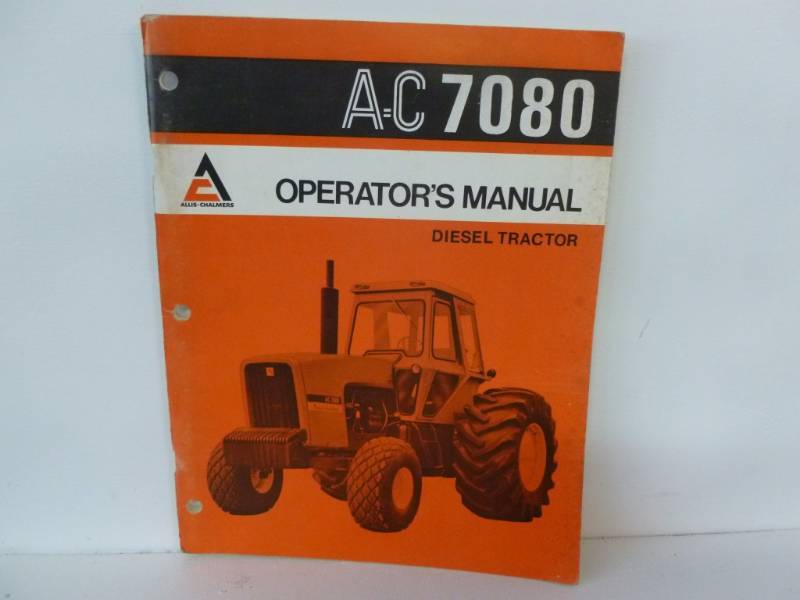 A-C 7080
OPERATOR'S MANUAL
ALLIS-CHALMERS
DIESEL TRACTOR